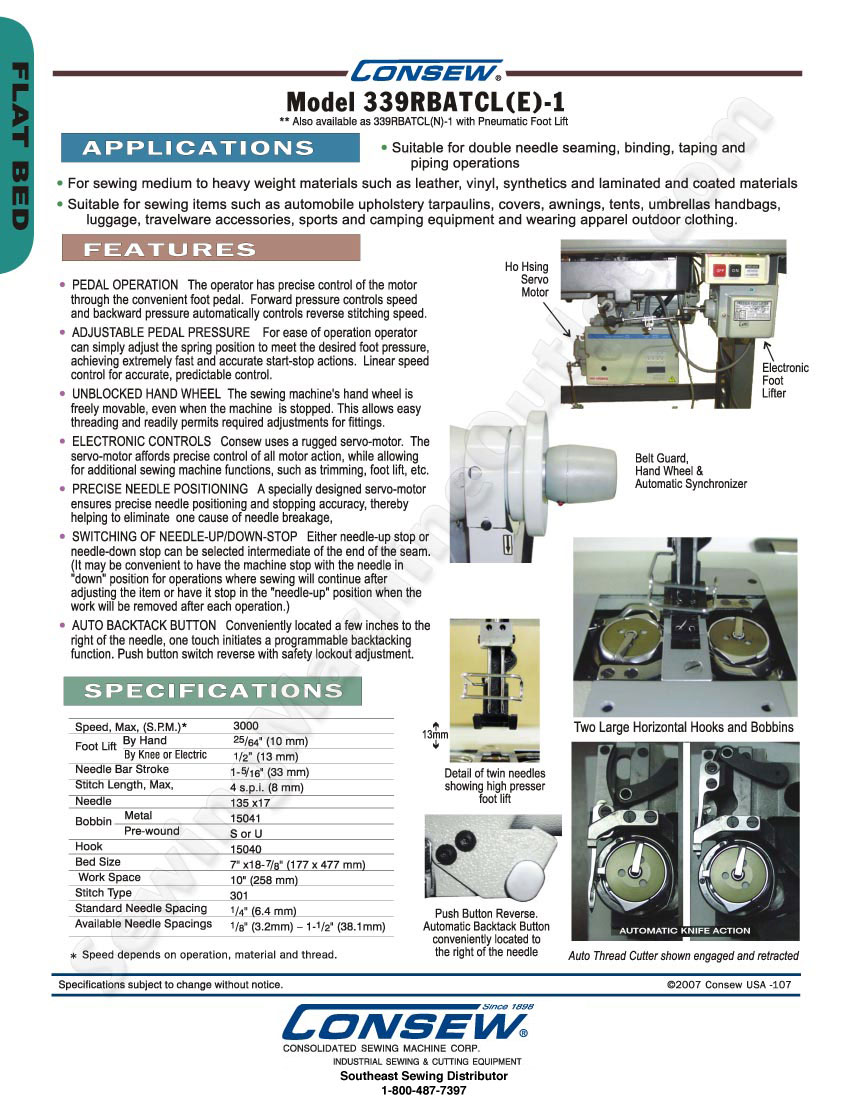 FLAT BED
CONSEW®
Model 339RBATCL(E)-1
** Also available as 339RBATCL(N)-1 with Pneumatic Foot Lift
APPLICATIONS
• Suitable for double needle seaming, binding, taping and
piping operations
• For sewing medium to heavy weight materials such as leather, vinyl, synthetics and laminated and coated materials
• Suitable for sewing items such as automobile upholstery tarpaulins, covers, awnings, tents, umbrellas handbags,
luggage, travelware accessories, sports and camping equipment and wearing apparel outdoor clothing.
FEATURES
• PEDAL OPERATION The operator has precise control of the motor
through the convenient foot pedal. Forward pressure controls speed
and backward pressure automatically controls reverse stitching speed.
• ADJUSTABLE PEDAL PRESSURE For ease of operation operator
can simply adjust the spring position to meet the desired foot pressure,
achieving extremely fast and accurate start-stop actions. Linear speed
control for accurate, predictable control.
• UNBLOCKED HAND WHEEL The sewing machine's hand wheel is
freely movable, even when the machine is stopped. This allows easy
threading and readily permits required adjustments for fittings.
• ELECTRONIC CONTROLS Consew uses a rugged servo-motor. The
servo-motor affords precise control of all motor action, while allowing
for additional sewing machine functions, such as trimming, foot lift, etc.
• PRECISE NEEDLE POSITIONING A specially designed servo-motor
ensures precise needle positioning and stopping accuracy, thereby
helping to eliminate one cause of needle breakage,
• SWITCHING OF NEEDLE-UP/DOWN-STOP Either needle-up stop or
needle-down stop can be selected intermediate of the end of the seam.
(It may be convenient to have the machine stop with the needle in
"down" position for operations where sewing will continue after
adjusting the item or have it stop in the "needle-up" position when the
work will be removed after each operation.)
• AUTO BACKTACK BUTTON Conveniently located a few inches to the
right of the needle, one touch initiates a programmable backtacking
function. Push button switch reverse with safety lockout adjustment.
Ho Hsing
Servo
Motor
OFF ON
Electronic
Foot
Lifter
Belt Guard,
Hand Wheel &
Automatic Synchronizer
13mm
Detail of twin needles
showing high presser
foot lift
Two Large Horizontal Hooks and Bobbins
Push Button Reverse.
Automatic Backtack Button
conveniently located to
the right of the needle
AUTOMATIC KNIFE ACTION
Auto Thread Cutter shown engaged and retracted
SPECIFICATIONS
Speed, Max, (S.P.M.)* 3000
Foot Lift By Hand 25/64" (10 mm)
By Knee or Electric 1/2" (13 mm)
Needle Bar Stroke 1-5/16" (33 mm)
Stitch Length, Max, 4 s.p.i. (8 mm)
Needle 135 x17
Bobbin Metal 15041
Pre-wound S or U
Hook 15040
Bed Size 7" x18-7/8" (177 x 477 mm)
Work Space 10" (258 mm)
Stitch Type 301
Standard Needle Spacing 1/4" (6.4 mm)
Available Needle Spacings 1/8" (3.2mm) – 1-1/2" (38.1mm)
* Speed depends on operation, material and thread.
Specifications subject to change without notice.
©2007 Consew USA -107
Since 1898
CONSEW®
CONSOLIDATED SEWING MACHINE CORP.
INDUSTRIAL SEWING & CUTTING EQUIPMENT
Southeast Sewing Distributor
1-800-487-7397
SewingMachineOutlet.com